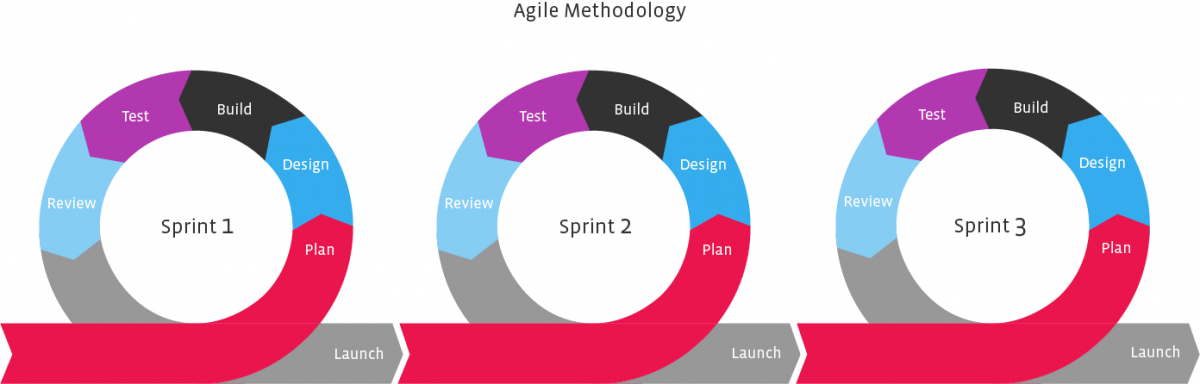 Agile Methodology
Test
Build
Design
Review
Sprint 1
Plan
Launch
Test
Build
Design
Review
Sprint 2
Plan
Launch
Test
Build
Design
Review
Sprint 3
Plan
Launch